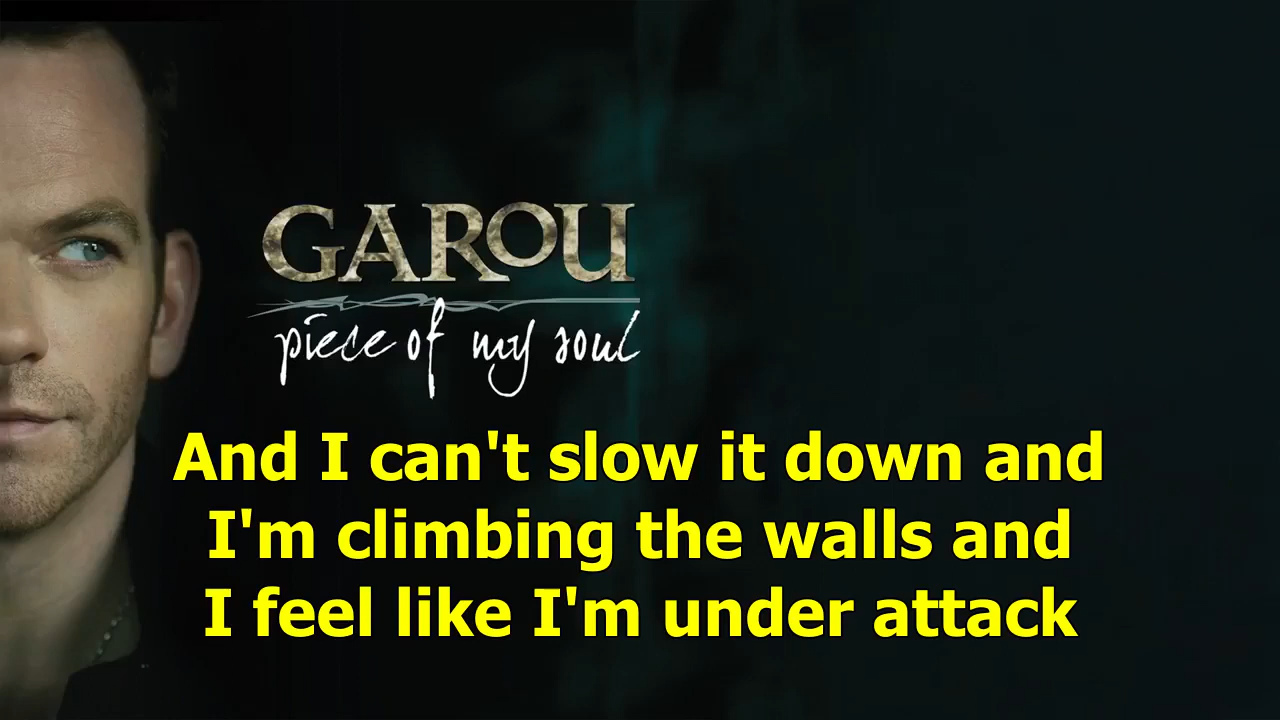 GAROU
piece of my soul
And I can't slow it down and
I'm climbing the walls and
I feel like I'm under attack